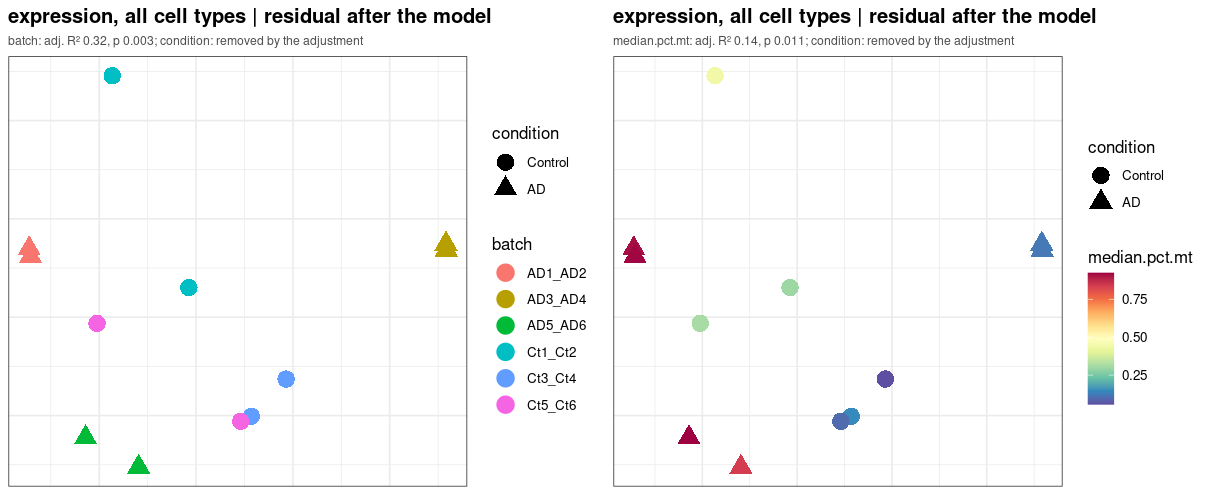 expression, all cell types | residual after the model
batch: adj. R² 0.32, p 0.003; condition: removed by the adjustment
condition
Control
AD
batch
AD1_AD2
AD3_AD4
AD5_AD6
Ct1_Ct2
Ct3_Ct4
Ct5_Ct6
expression, all cell types | residual after the model
median.pct.mt: adj. R² 0.14, p 0.011; condition: removed by the adjustment
condition
Control
AD
median.pct.mt
0.75
0.50
0.25